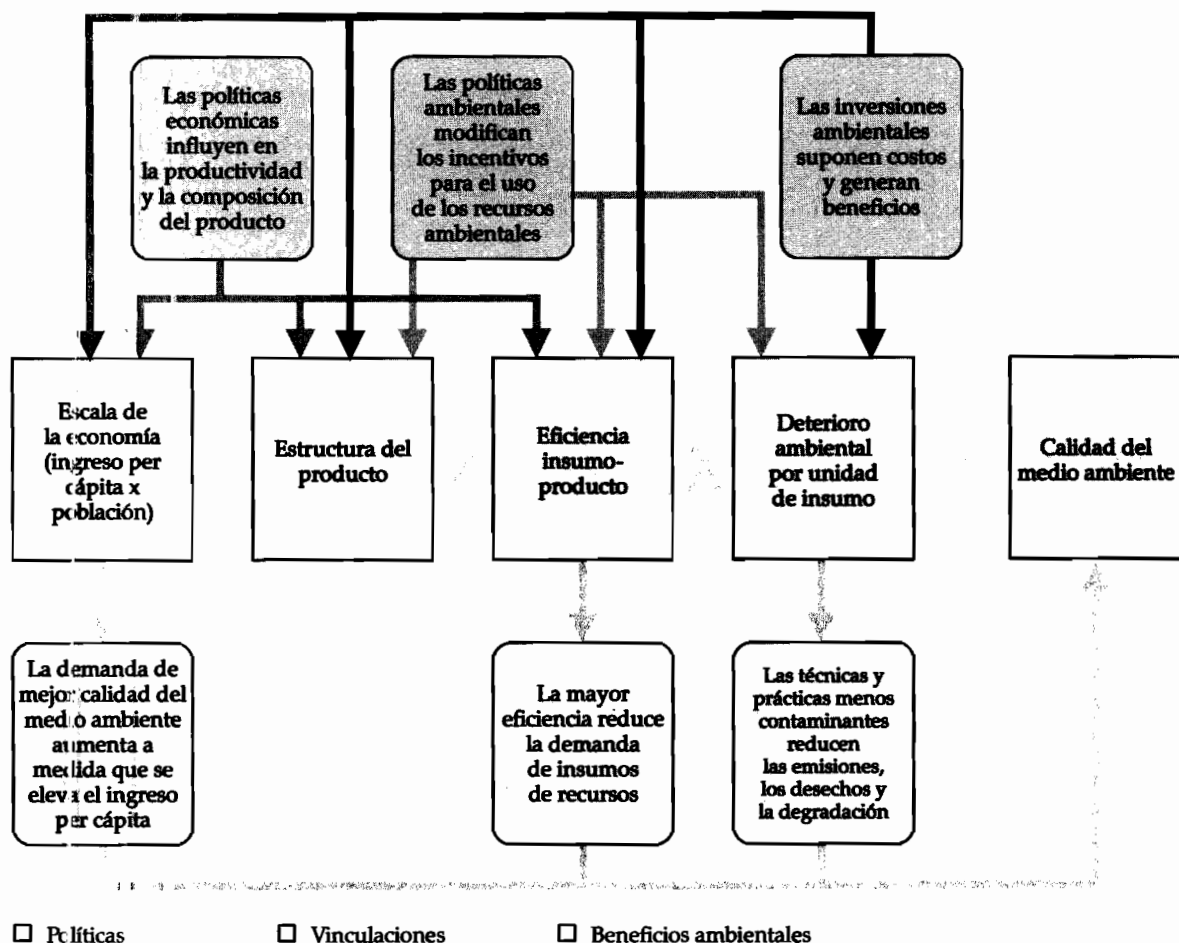 Las políticas
económicas
influyen en
la productividad
y la composición
del producto
Las políticas
ambientales
modifican
los incentivos
para el uso
de los recursos
ambientales
Las inversiones
ambientales
suponen costos
y generan
beneficios
Escala de
la economía
(ingreso per
cápita x
población)
Estructura del
producto
Eficiencia
insumo-
producto
Deterioro
ambiental
por unidad
de insumo
Calidad del
medio ambiente
La demanda de
mejor calidad del
medio ambiente
aumenta a
medida que se
eleva el ingreso
per cápita
La mayor
eficiencia reduce
la demanda
de insumos
de recursos
Las técnicas y
prácticas menos
contaminantes
reducen
las emisiones,
los desechos y
la degradación
Políticas
Vinculaciones
Beneficios ambientales